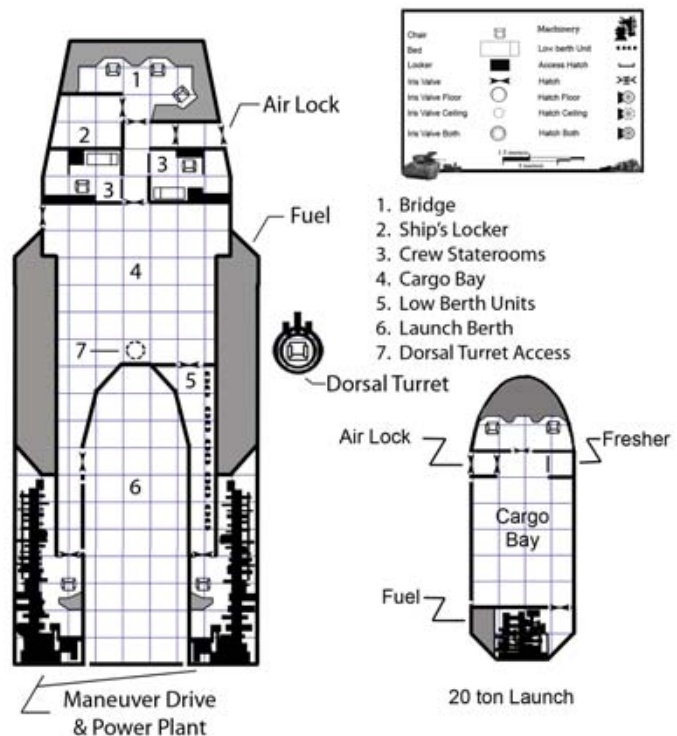 Chair
Machinery
Bed
Low berth Unit
Locker
Access Hatch
Iris Valve
Hatch
Iris Valve Floor
Hatch Floor
Iris Valve Ceiling
Hatch Ceiling
Iris Valve Both
Hatch Both
1
Air Lock
2
3
3
Fuel
4
7
5
Dorsal Turret
6
Maneuver Drive
& Power Plant
1. Bridge
2. Ship's Locker
3. Crew Staterooms
4. Cargo Bay
5. Low Berth Units
6. Launch Berth
7. Dorsal Turret Access
Air Lock
Fresher
Cargo
Bay
Fuel
20 ton Launch